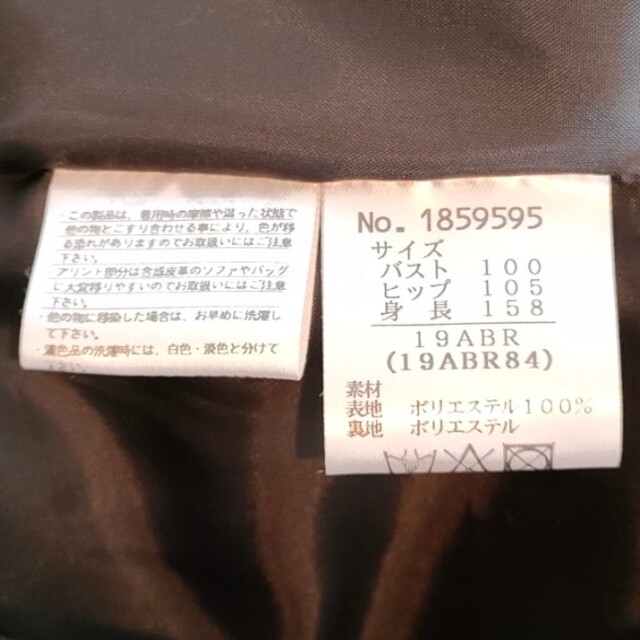 ・この製品は、着用時の摩擦や湿った状態で
他の物とこすり合わせる事により、色が移
る恐れがありますのでお取扱いにはご注意
下さい。
・プリント部分は合成皮革のソファやバッグ
に大変移りやすいのでお取扱いにはご注意
下さい。
・他の物に移染した場合は、お早めに洗濯し
て下さい。
・濃色品の洗濯時には、白色・淡色と分けて
下さい。
No. 1859595
サイズ
バスト 100
ヒップ 105
身長 158
19ABR
(19ABR84)
素材
表地 ポリエステル100%
裏地 ポリエステル